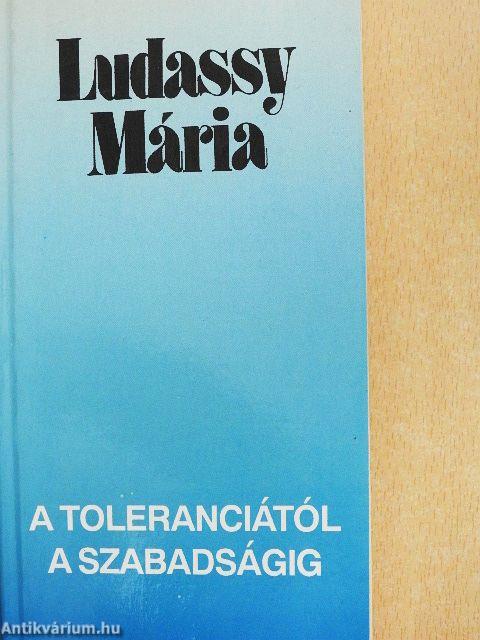 Ludassy
Mária
A TOLERANCIÁTÓL
A SZABADSÁGIG
Antikvárium.hu